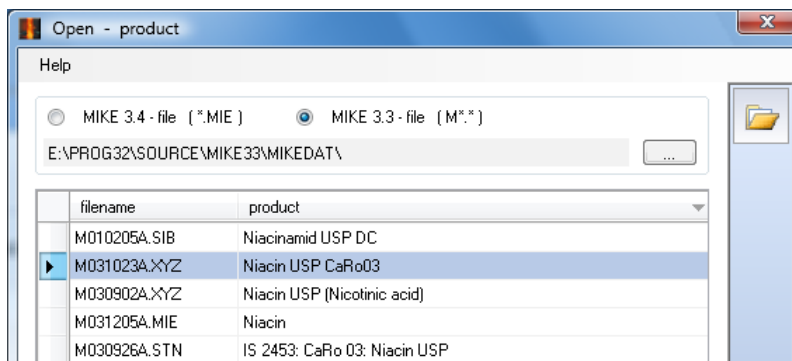 Open - product
Help
MIKE 3.4 - file ( *.MIE ) MIKE 3.3 - file ( M*.* )
E:\PROG32\SOURCE\MIKE33\MIKEDAT\ ...
filename product
M010205A.SIB Niacinamid USP DC
M031023A.XYZ Niacin USP CaRo03
M030902A.XYZ Niacin USP (Nicotinic acid)
M031205A.MIE Niacin
M030926A.STN IS 2453: CaRo 03: Niacin USP